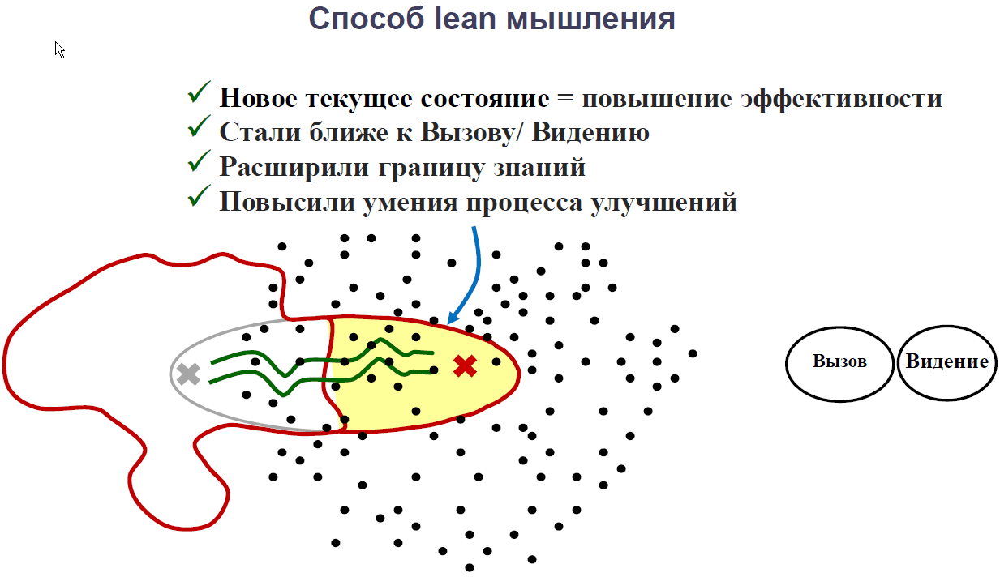 Способ lean мышления
Новое текущее состояние = повышение эффективности
Стали ближе к Вызову/ Видению
Расширили границу знаний
Повысили умения процесса улучшений
Вызов
Видение